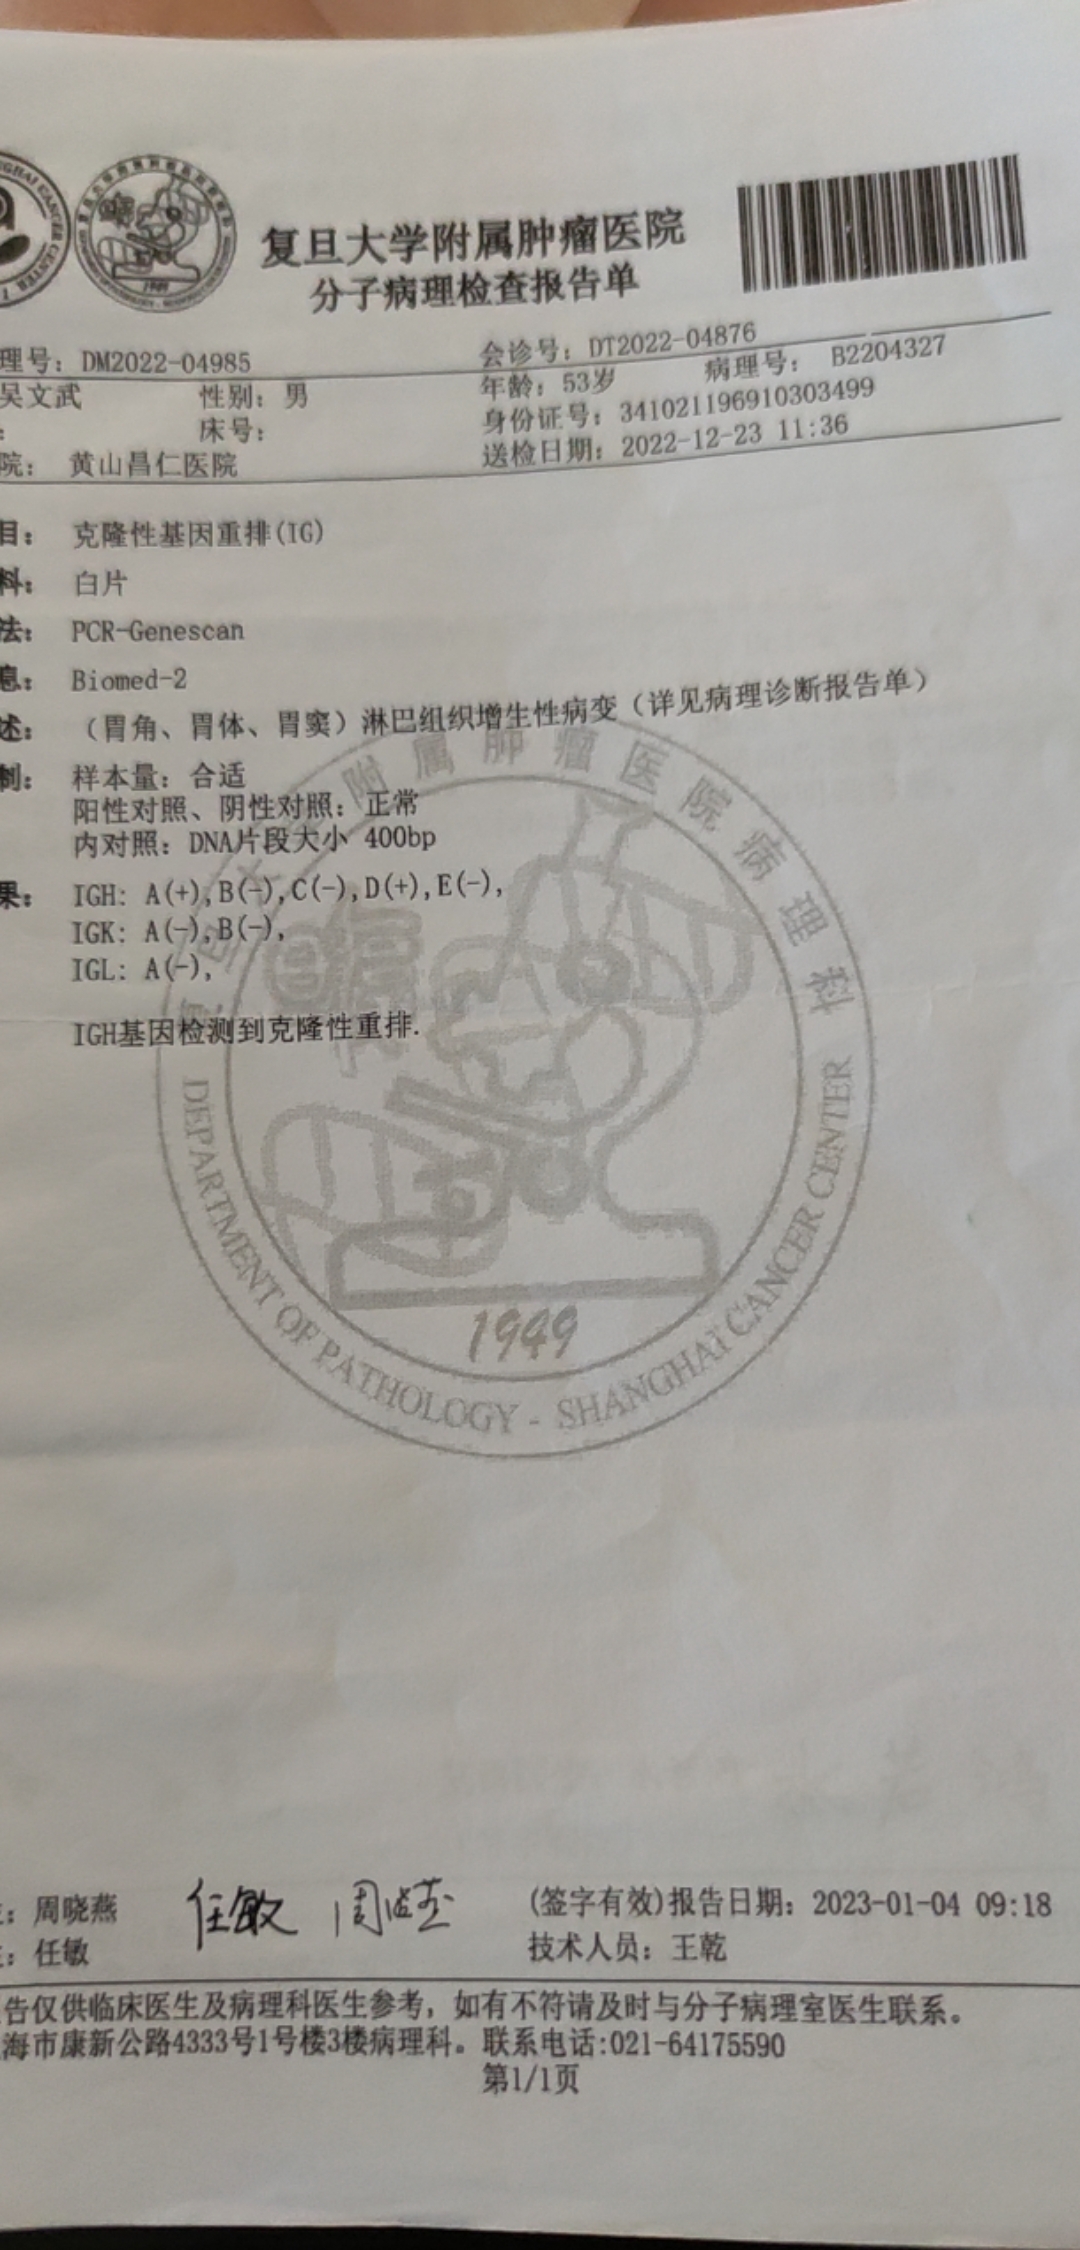 复旦大学附属肿瘤医院
分子病理检查报告单
理号：DM2022-04985 会诊号：DT2022-04876
吴文武 性别：男 年龄：53岁 病理号：B2204327
： 床号： 身份证号：341021196910303499
院：黄山昌仁医院 送检日期：2022-12-23 11:36
目：克隆性基因重排(IG)
料：白片
法：PCR-Genescan
息：Biomed-2
述：（胃角、胃体、胃窦）淋巴组织增生性病变（详见病理诊断报告单）
制：样本量：合适
阳性对照、阴性对照：正常
内对照：DNA片段大小 400bp
果：IGH: A(+),B(-),C(-),D(+),E(-),
IGK: A(-),B(-),
IGL: A(-),
IGH基因检测到克隆性重排.
附属肿瘤医院病理科
DEPARTMENT OF PATHOLOGY - SHANGHAI CANCER CENTER
1949
：周晓燕 任敏 周晓燕 (签字有效)报告日期：2023-01-04 09:18
：任敏 技术人员：王乾
告仅供临床医生及病理科医生参考，如有不符请及时与分子病理室医生联系。
海市康新公路4333号1号楼3楼病理科。联系电话:021-64175590
第1/1页